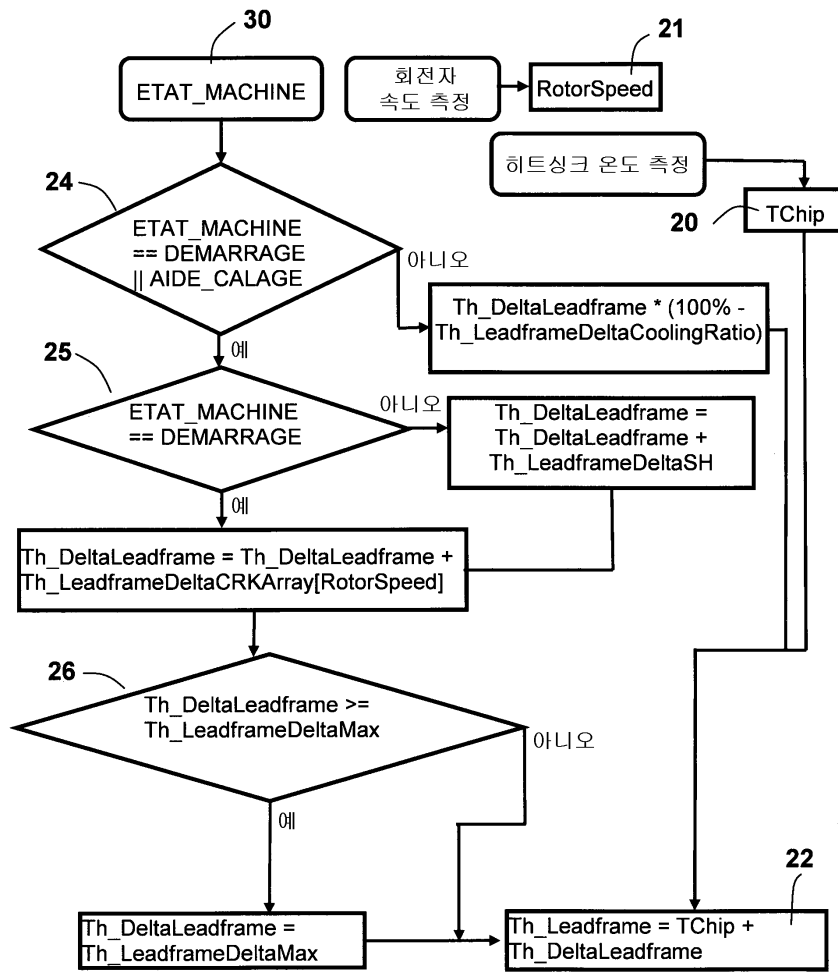 30
ETAT_MACHINE
회전자
속도 측정
21
RotorSpeed
히트싱크 온도 측정
20
TChip
24
ETAT_MACHINE
== DEMARRAGE
|| AIDE_CALAGE
아니오
Th_DeltaLeadframe * (100% -
Th_LeadframeDeltaCoolingRatio)
예
25
ETAT_MACHINE
== DEMARRAGE
아니오
Th_DeltaLeadframe =
Th_DeltaLeadframe +
Th_LeadframeDeltaSH
예
Th_DeltaLeadframe = Th_DeltaLeadframe +
Th_LeadframeDeltaCRKArray[RotorSpeed]
26
Th_DeltaLeadframe >=
Th_LeadframeDeltaMax
아니오
예
Th_DeltaLeadframe =
Th_LeadframeDeltaMax
22
Th_Leadframe = TChip +
Th_DeltaLeadframe